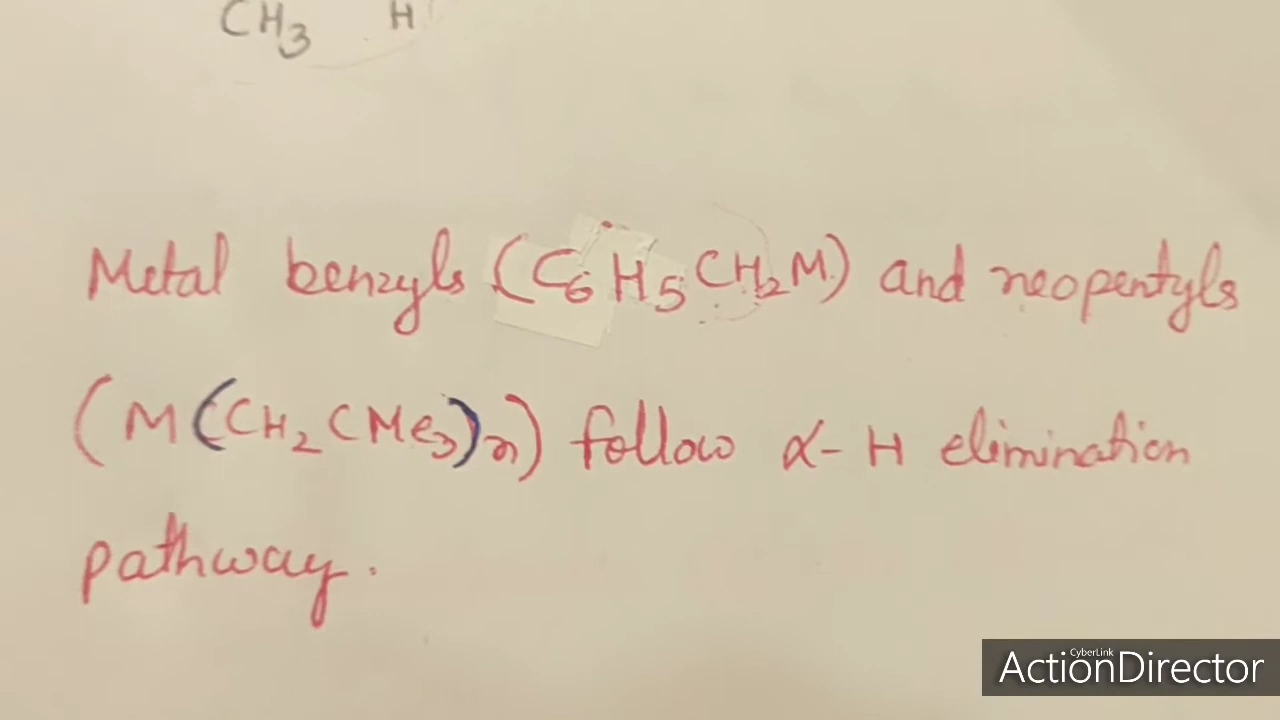 CH3 H
Metal benzyls (C6H5CH2M) and neopentyls
(M(CH2CMe3)n) follow α-H elimination
pathway.
CyberLink
ActionDirector